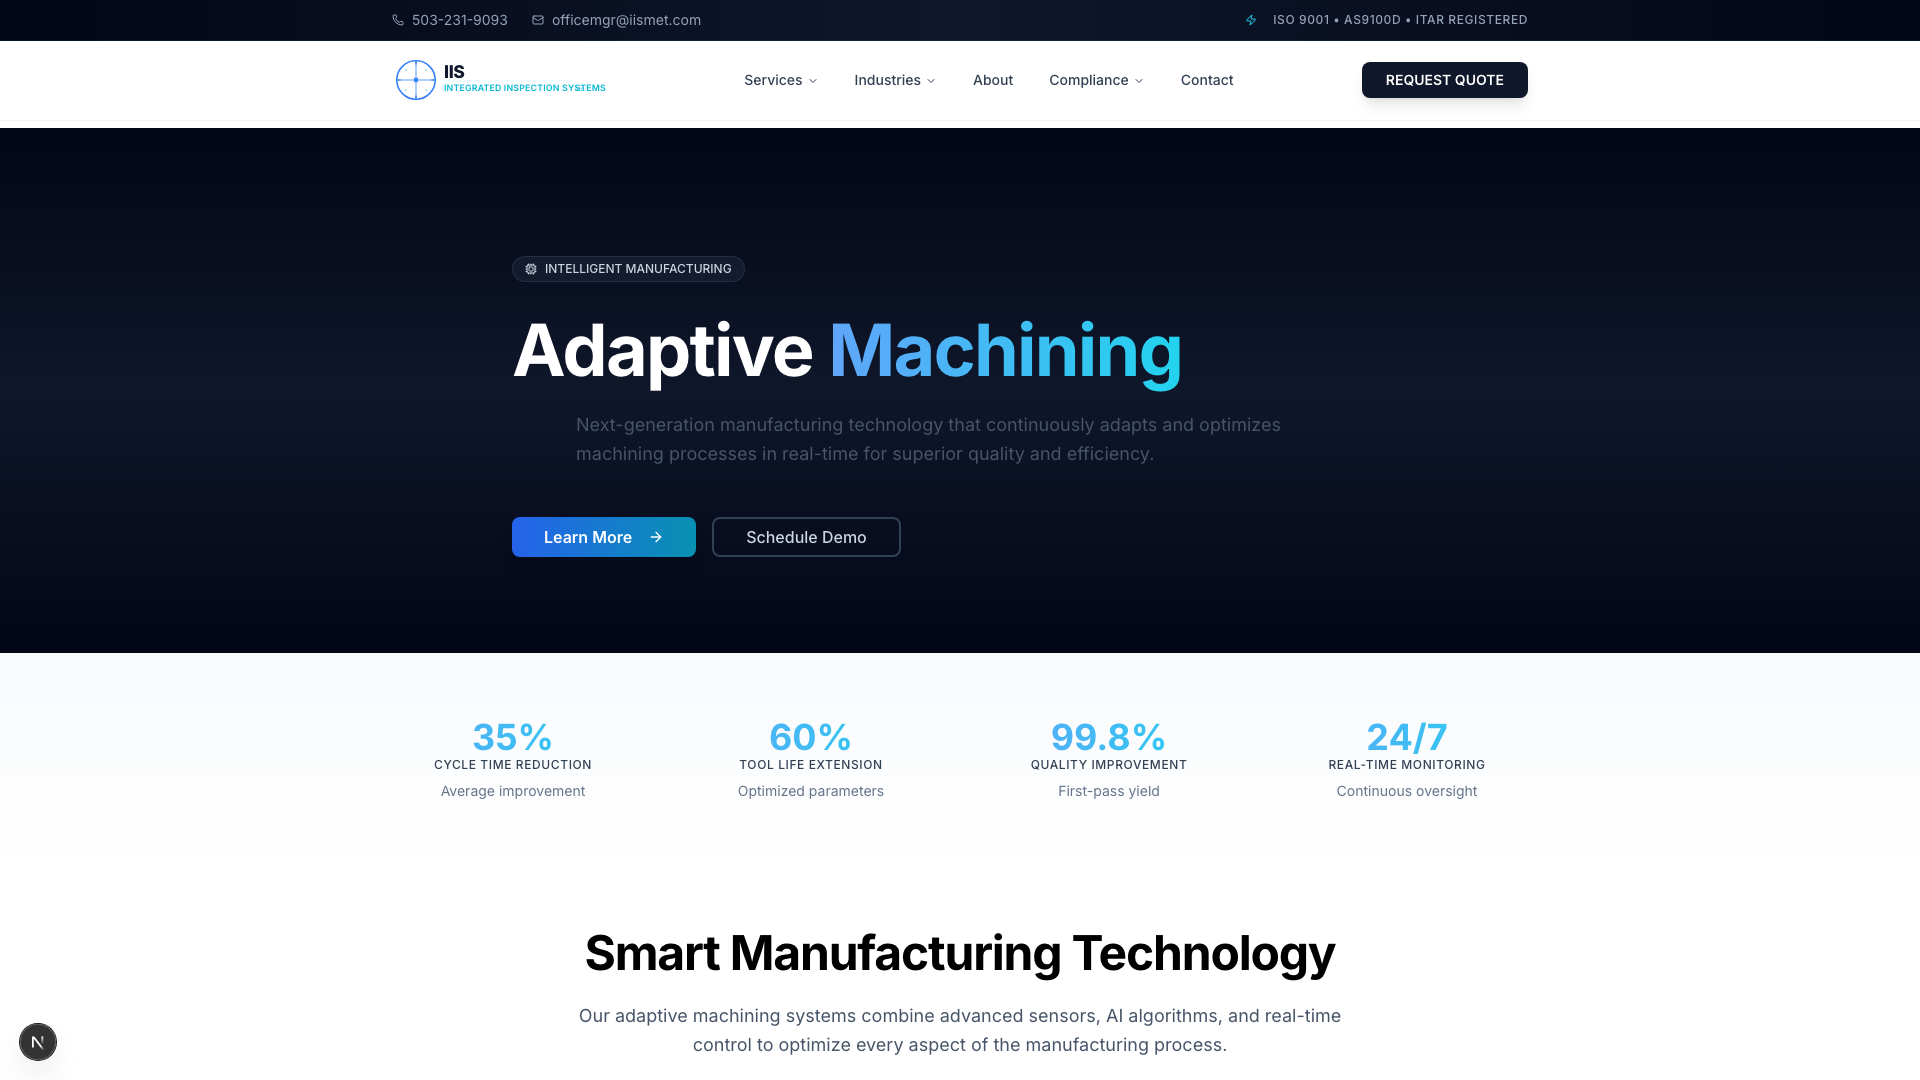 503-231-9093
officemgr@iismet.com
ISO 9001 • AS9100D • ITAR REGISTERED
IIS
INTEGRATED INSPECTION SYSTEMS
Services
Industries
About
Compliance
Contact
REQUEST QUOTE
INTELLIGENT MANUFACTURING
Adaptive Machining
Next-generation manufacturing technology that continuously adapts and optimizes
machining processes in real-time for superior quality and efficiency.
Learn More
Schedule Demo
35%
CYCLE TIME REDUCTION
Average improvement
60%
TOOL LIFE EXTENSION
Optimized parameters
99.8%
QUALITY IMPROVEMENT
First-pass yield
24/7
REAL-TIME MONITORING
Continuous oversight
Smart Manufacturing Technology
Our adaptive machining systems combine advanced sensors, AI algorithms, and real-time
control to optimize every aspect of the manufacturing process.
N